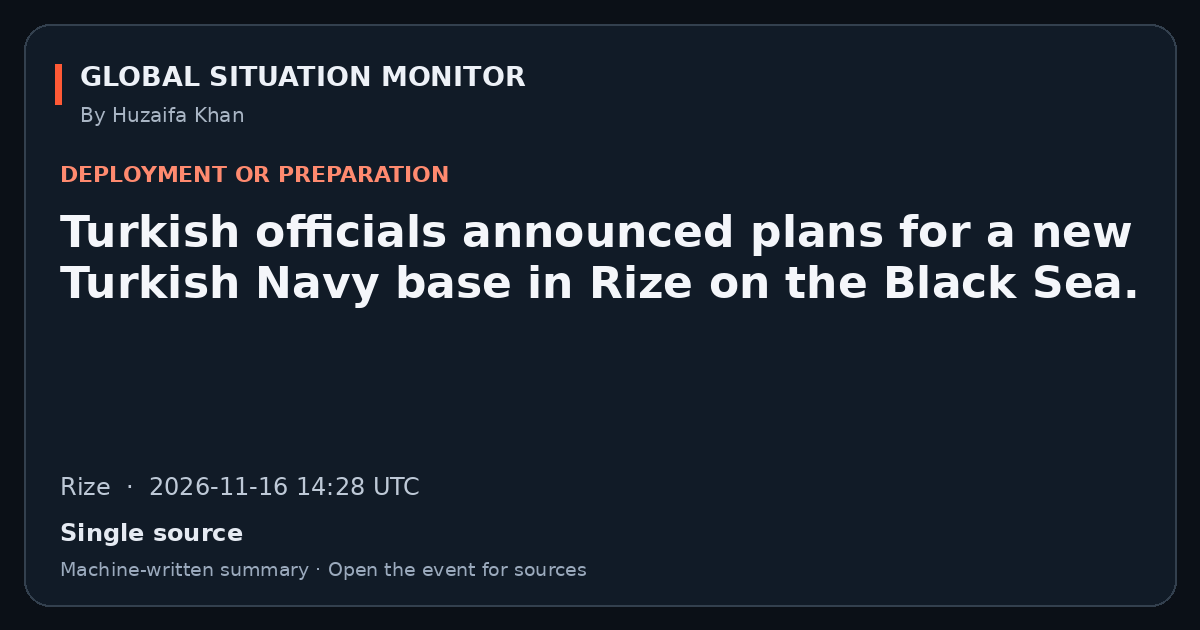 GLOBAL SITUATION MONITOR
By Huzaifa Khan
DEPLOYMENT OR PREPARATION
Turkish officials announced plans for a new
Turkish Navy base in Rize on the Black Sea.
Rize · 2026-11-16 14:28 UTC
Single source
Machine-written summary · Open the event for sources